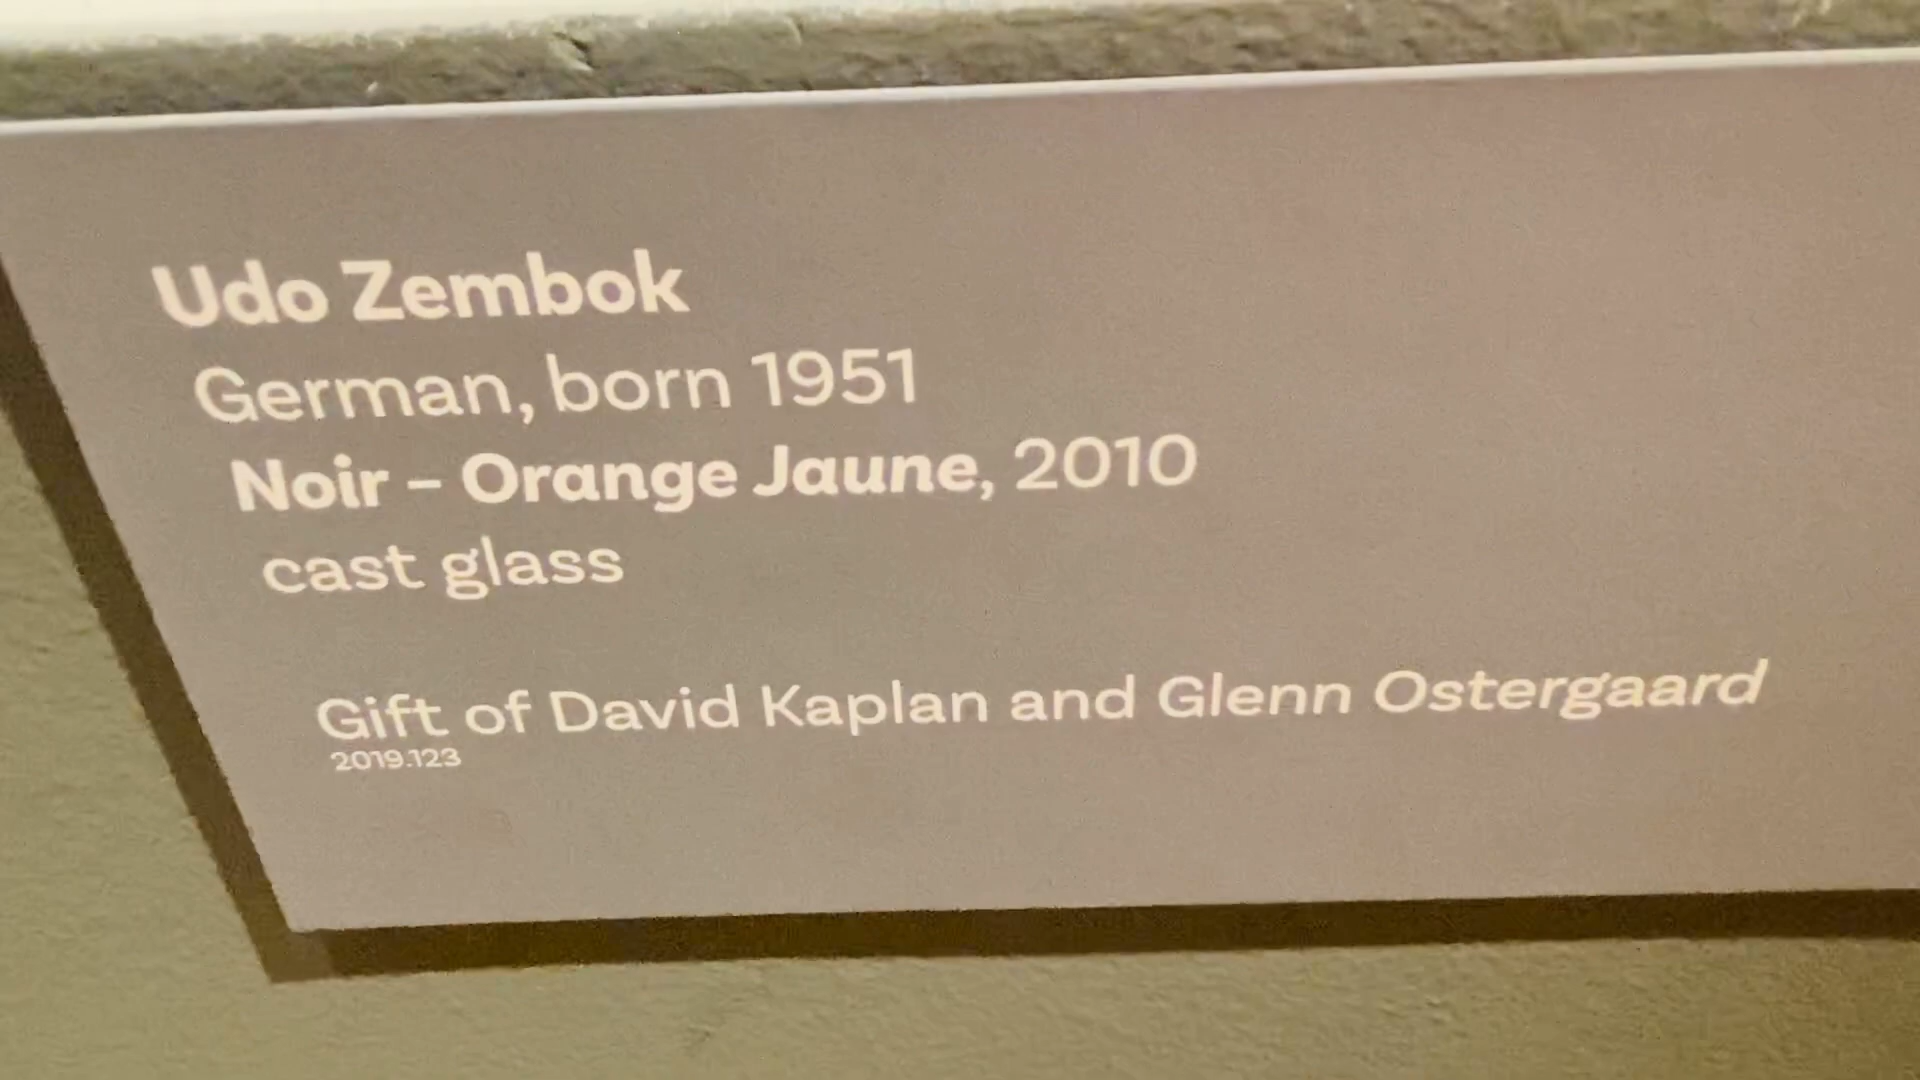 Udo Zembok
German, born 1951
Noir – Orange Jaune, 2010
cast glass
Gift of David Kaplan and Glenn Ostergaard
2019.123